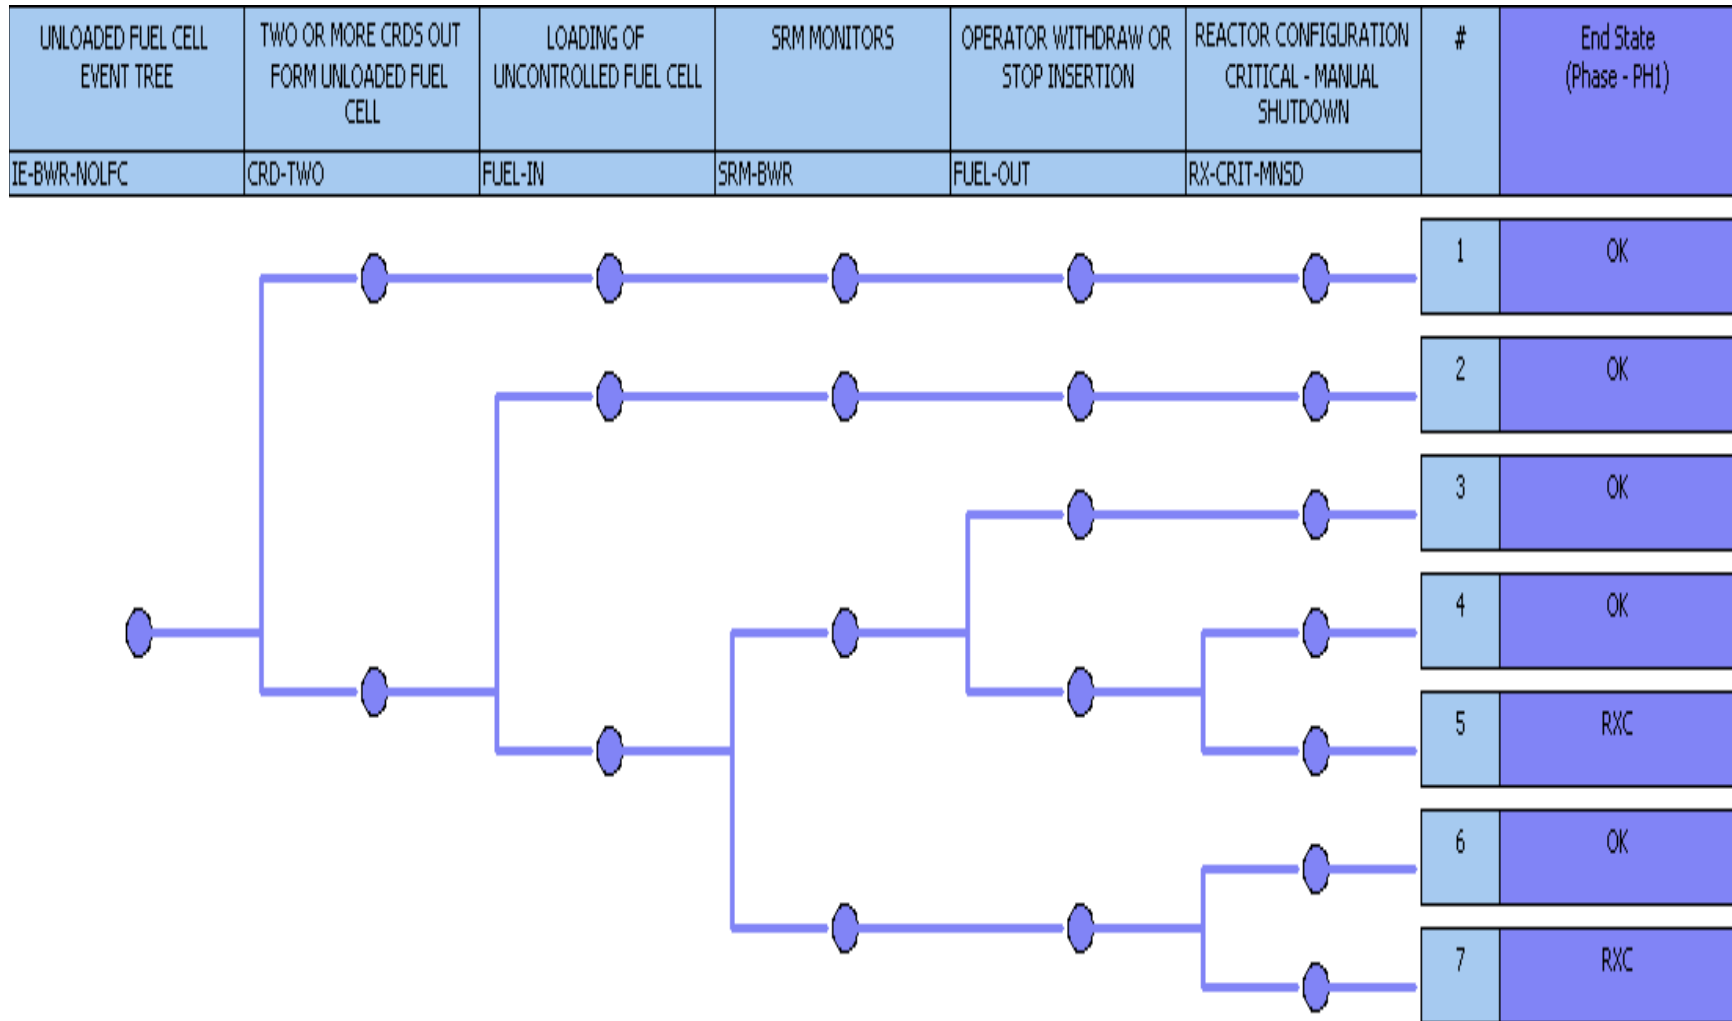 UNLOADED FUEL CELL
EVENT TREE
TWO OR MORE CRDS OUT
FORM UNLOADED FUEL
CELL
LOADING OF
UNCONTROLLED FUEL CELL
SRM MONITORS
OPERATOR WITHDRAW OR
STOP INSERTION
REACTOR CONFIGURATION
CRITICAL - MANUAL
SHUTDOWN
#
End State
(Phase - PH1)
IE-BWR-NOLFC
CRD-TWO
FUEL-IN
SRM-BWR
FUEL-OUT
RX-CRIT-MNSD
1 OK
2 OK
3 OK
4 OK
5 RXC
6 OK
7 RXC